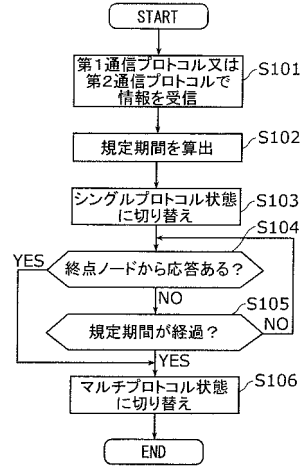 START
第1通信プロトコル又は
第2通信プロトコルで
情報を受信
S101
規定期間を算出
S102
シングルプロトコル状態
に切り替え
S103
終点ノードから応答ある?
S104
YES
NO
規定期間が経過?
S105
NO
YES
マルチプロトコル状態
に切り替え
S106
END